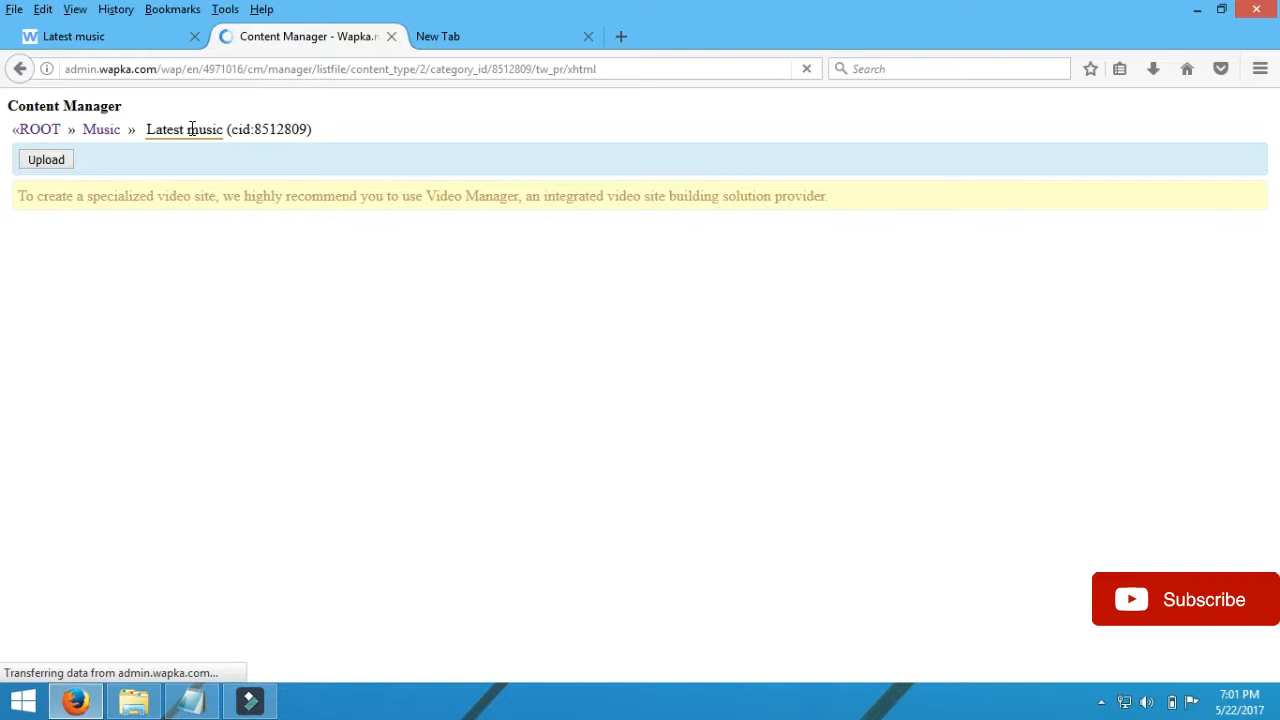 File Edit View History Bookmarks Tools Help
Latest music
Content Manager - Wapka.n
New Tab
admin.wapka.com/wap/en/4971016/cm/manager/listfile/content_type/2/category_id/8512809/tw_pr/xhtml
Search
Content Manager
«ROOT » Music » Latest music (cid:8512809)
Upload
To create a specialized video site, we highly recommend you to use Video Manager, an integrated video site building solution provider.
Subscribe
Transferring data from admin.wapka.com...
7:01 PM
5/22/2017